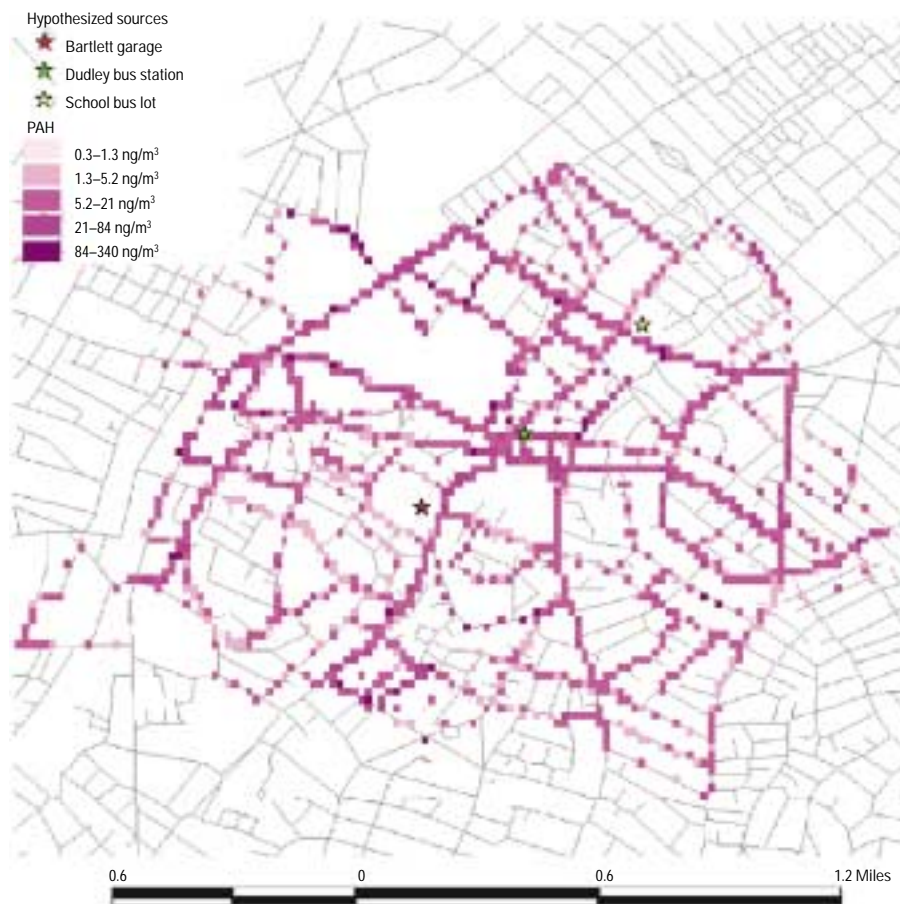 Hypothesized sources
Bartlett garage
Dudley bus station
School bus lot
PAH
0.3–1.3 ng/m³
1.3–5.2 ng/m³
5.2–21 ng/m³
21–84 ng/m³
84–340 ng/m³
0.6 0 0.6 1.2 Miles